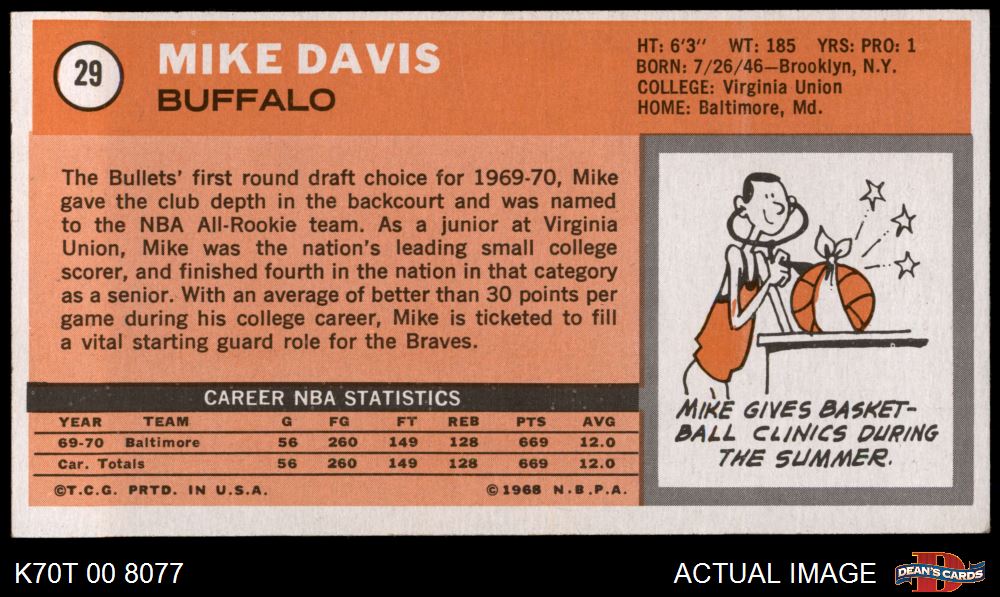 29
MIKE DAVIS
BUFFALO
HT: 6'3" WT: 185 YRS: PRO: 1
BORN: 7/26/46—Brooklyn, N.Y.
COLLEGE: Virginia Union
HOME: Baltimore, Md.
The Bullets' first round draft choice for 1969-70, Mike
gave the club depth in the backcourt and was named
to the NBA All-Rookie team. As a junior at Virginia
Union, Mike was the nation's leading small college
scorer, and finished fourth in the nation in that category
as a senior. With an average of better than 30 points per
game during his college career, Mike is ticketed to fill
a vital starting guard role for the Braves.
CAREER NBA STATISTICS
YEAR TEAM G FG FT REB PTS AVG
69-70 Baltimore 56 260 149 128 669 12.0
Car. Totals 56 260 149 128 669 12.0
©T.C.G. PRTD. IN U.S.A. ©1968 N.B.P.A.
MIKE GIVES BASKET-
BALL CLINICS DURING
THE SUMMER.
K70T 00 8077
ACTUAL IMAGE
D
DEAN'S CARDS